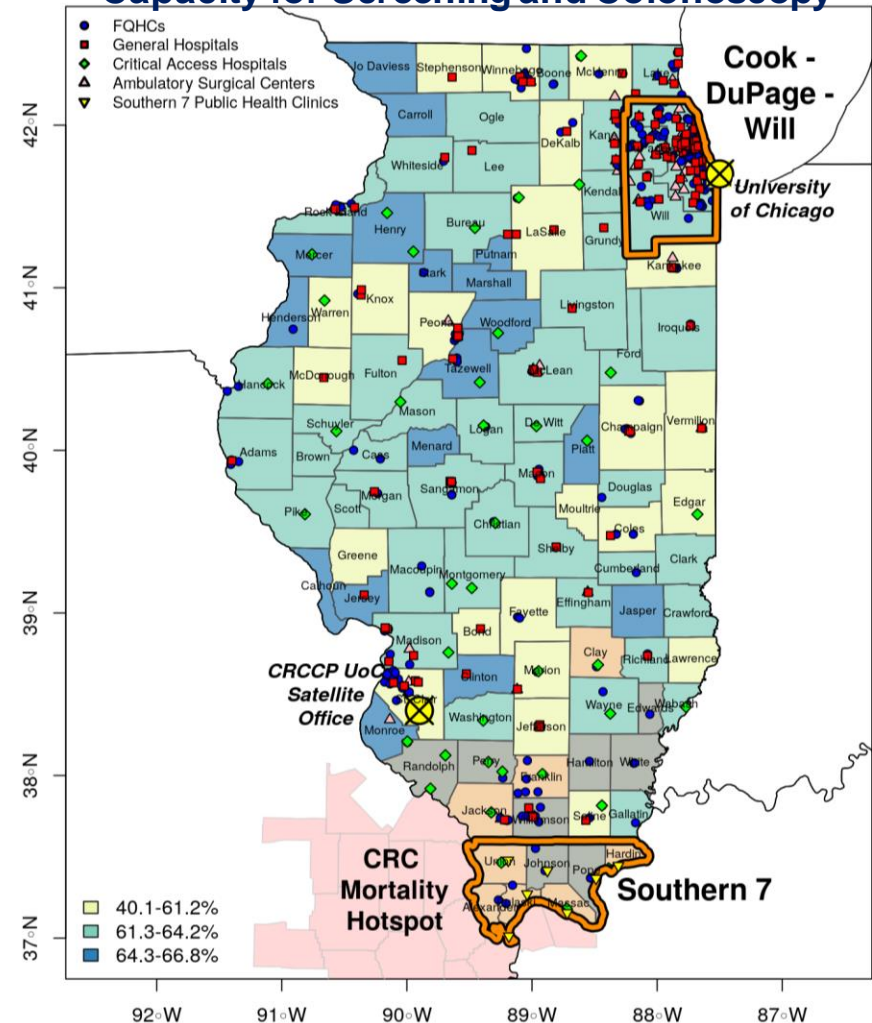 Capacity for Screening and Colonoscopy
FQHCs
General Hospitals
Critical Access Hospitals
Ambulatory Surgical Centers
Southern 7 Public Health Clinics
Cook -
DuPage -
Will
University
of Chicago
Jo Daviess
Stephenson
Winnebago
Boone
McHenry
Lake
Carroll
Ogle
DeKalb
Kane
Whiteside
Lee
Kendall
Will
Rock Island
Henry
Bureau
LaSalle
Grundy
Putnam
Mercer
Stark
Marshall
Kankakee
Henderson
Warren
Knox
Peoria
Woodford
Livingston
Iroquois
Ford
Hancock
McDonough
Fulton
Tazewell
McLean
Mason
Schuyler
Logan
De Witt
Champaign
Vermilion
Adams
Brown
Cass
Menard
Piatt
Macon
Douglas
Pike
Scott
Morgan
Sangamon
Moultrie
Edgar
Christian
Coles
Shelby
Greene
Macoupin
Montgomery
Cumberland
Clark
Calhoun
Jersey
Fayette
Effingham
Jasper
Crawford
Madison
Bond
Clay
Richland
Lawrence
CRCCP UoC
Satellite
Office
Clinton
Marion
St. Clair
Wayne
Edwards
Wabash
Washington
Jefferson
Monroe
Randolph
Perry
Franklin
Hamilton
White
Jackson
Williamson
Saline
Gallatin
CRC
Mortality
Hotspot
Union
Johnson
Pope
Hardin
Southern 7
Alexander
Pulaski
Massac
40.1-61.2%
61.3-64.2%
64.3-66.8%
42°N
41°N
40°N
39°N
38°N
37°N
92°W
91°W
90°W
89°W
88°W
87°W